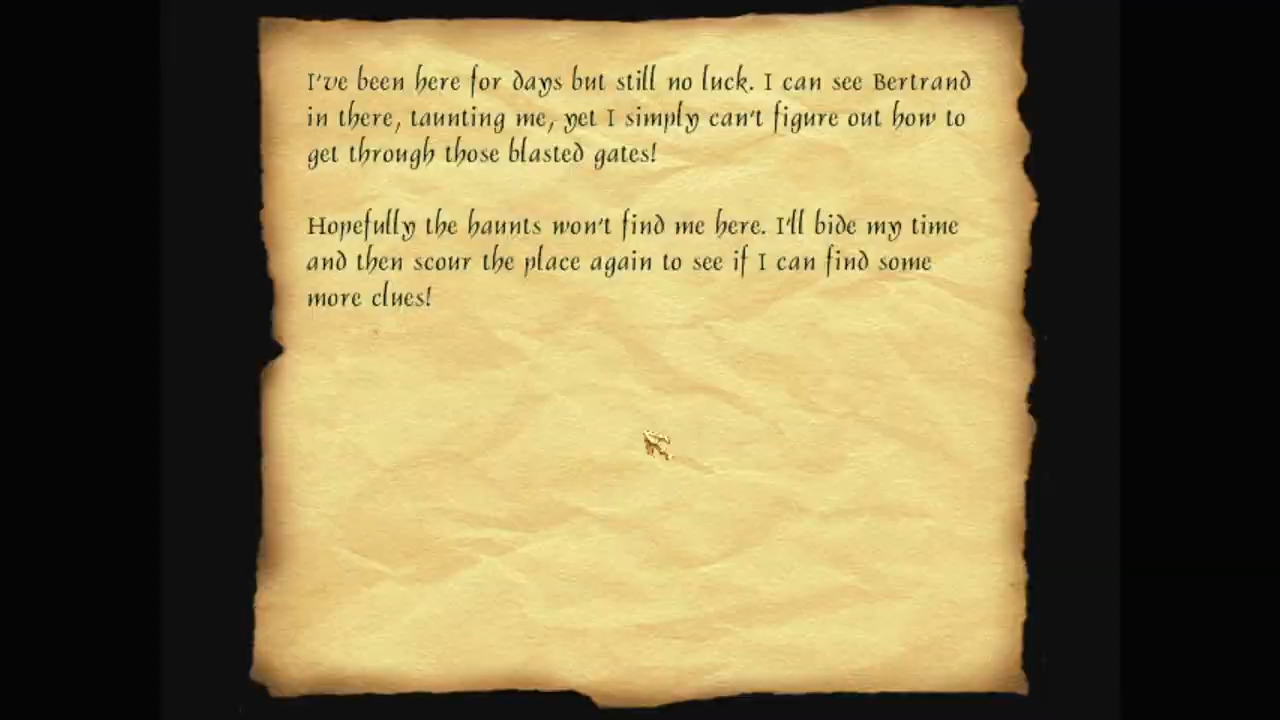 I've been here for days but still no luck. I can see Bertrand
in there, taunting me, yet I simply can't figure out how to
get through those blasted gates!
Hopefully the haunts won't find me here. I'll bide my time
and then scour the place again to see if I can find some
more clues!